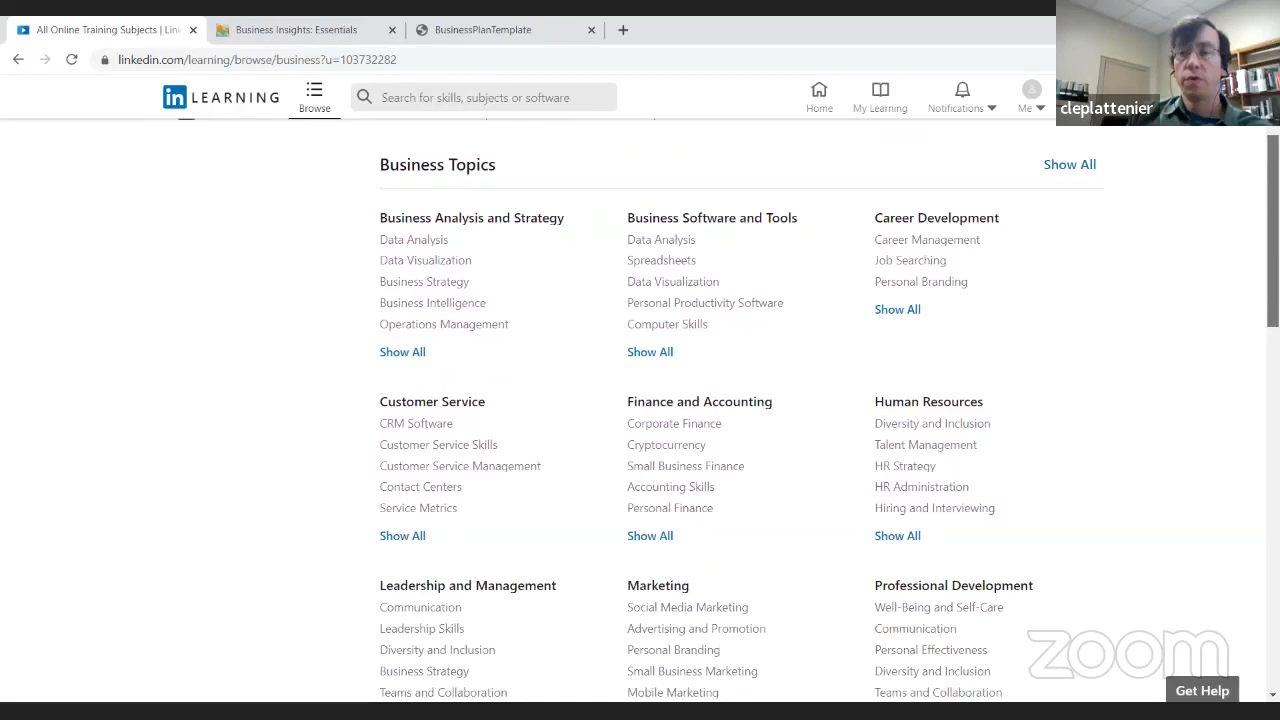 All Online Training Subjects | Lin
Business Insights: Essentials
BusinessPlanTemplate
linkedin.com/learning/browse/business?u=103732282
cleplattenier
in LEARNING
Browse
Search for skills, subjects or software
Home
My Learning
Notifications
Me
Business Topics
Show All
Business Analysis and Strategy
Data Analysis
Data Visualization
Business Strategy
Business Intelligence
Operations Management
Show All
Business Software and Tools
Data Analysis
Spreadsheets
Data Visualization
Personal Productivity Software
Computer Skills
Show All
Career Development
Career Management
Job Searching
Personal Branding
Show All
Customer Service
CRM Software
Customer Service Skills
Customer Service Management
Contact Centers
Service Metrics
Show All
Finance and Accounting
Corporate Finance
Cryptocurrency
Small Business Finance
Accounting Skills
Personal Finance
Show All
Human Resources
Diversity and Inclusion
Talent Management
HR Strategy
HR Administration
Hiring and Interviewing
Show All
Leadership and Management
Communication
Leadership Skills
Diversity and Inclusion
Business Strategy
Teams and Collaboration
Marketing
Social Media Marketing
Advertising and Promotion
Personal Branding
Small Business Marketing
Mobile Marketing
Professional Development
Well-Being and Self-Care
Communication
Personal Effectiveness
Diversity and Inclusion
Teams and Collaboration
zoom
Get Help